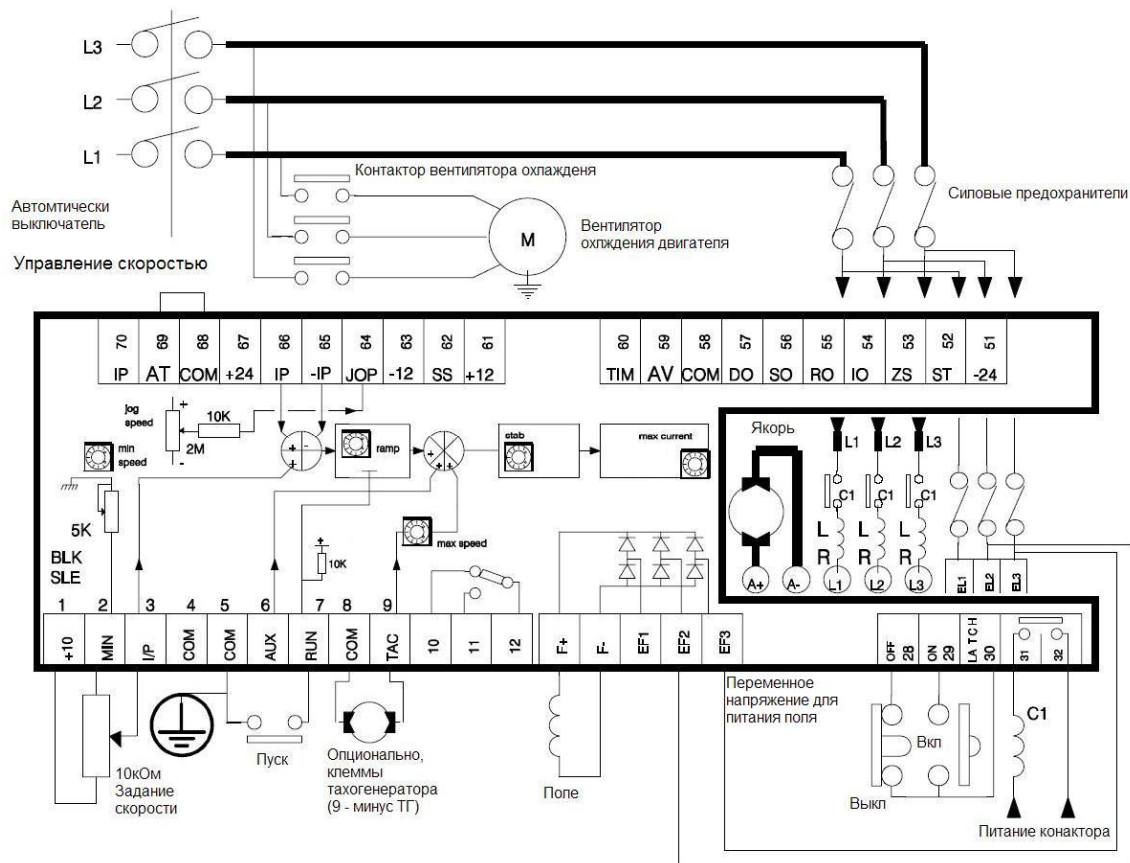 L3
L2
L1
Автомтически
выключатель
Контактор вентилятора охлажденя
M
Вентилятор
охлждения двигателя
Силовые предохранители
Управление скоростью
70 69 68 67 66 65 64 63 62 61
IP AT COM +24 IP -IP JOP -12 SS +12
60 59 58 57 56 55 54 53 52 51
TIM AV COM DO SO RO IO ZS ST -24
jog
speed
+
10K
2M
-
min
speed
+ -
+
ramp
+ +
stab
max current
Якорь
L1 L2 L3
C1 C1 C1
L L L
R R R
A+ A- L1 L2 L3
EL1 EL2 EL3
5K
BLK
SLE
+
10K
max speed
1 2 3 4 5 6 7 8 9
+10 MIN I/P COM COM AUX RUN COM TAC 10 11 12
F+ F- EF1 EF2 EF3
OFF 28 ON 29 LATCH 30 31 32
Переменное
напряжение для
питания поля
10кОм
Задание
скорости
Пуск
Опционально,
клеммы
тахогенератора
(9 - минус ТГ)
Поле
Вкл
Выкл
C1
Питание конактора